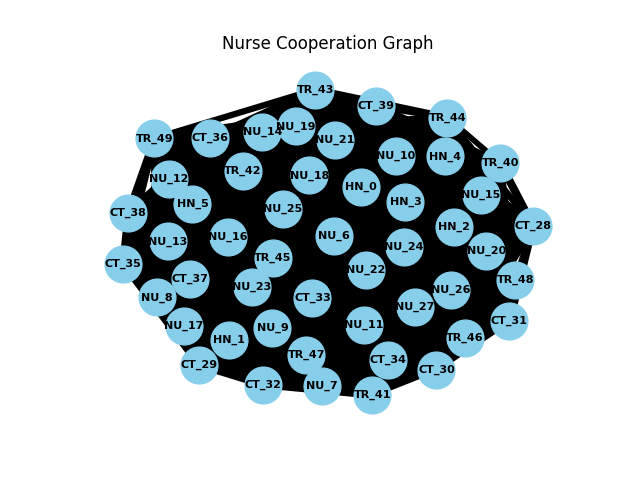 Nurse Cooperation Graph
TR_43
CT_39
TR_44
TR_49
CT_36
NU_14
NU_19
NU_21
NU_10
HN_4
TR_40
NU_12
TR_42
NU_18
HN_0
NU_15
CT_38
HN_5
NU_25
HN_3
HN_2
CT_28
NU_13
NU_16
NU_6
NU_24
NU_20
CT_35
TR_45
NU_22
CT_37
NU_23
NU_26
TR_48
NU_8
CT_33
NU_27
CT_31
NU_17
HN_1
NU_9
NU_11
TR_46
CT_29
TR_47
CT_34
CT_30
CT_32
NU_7
TR_41